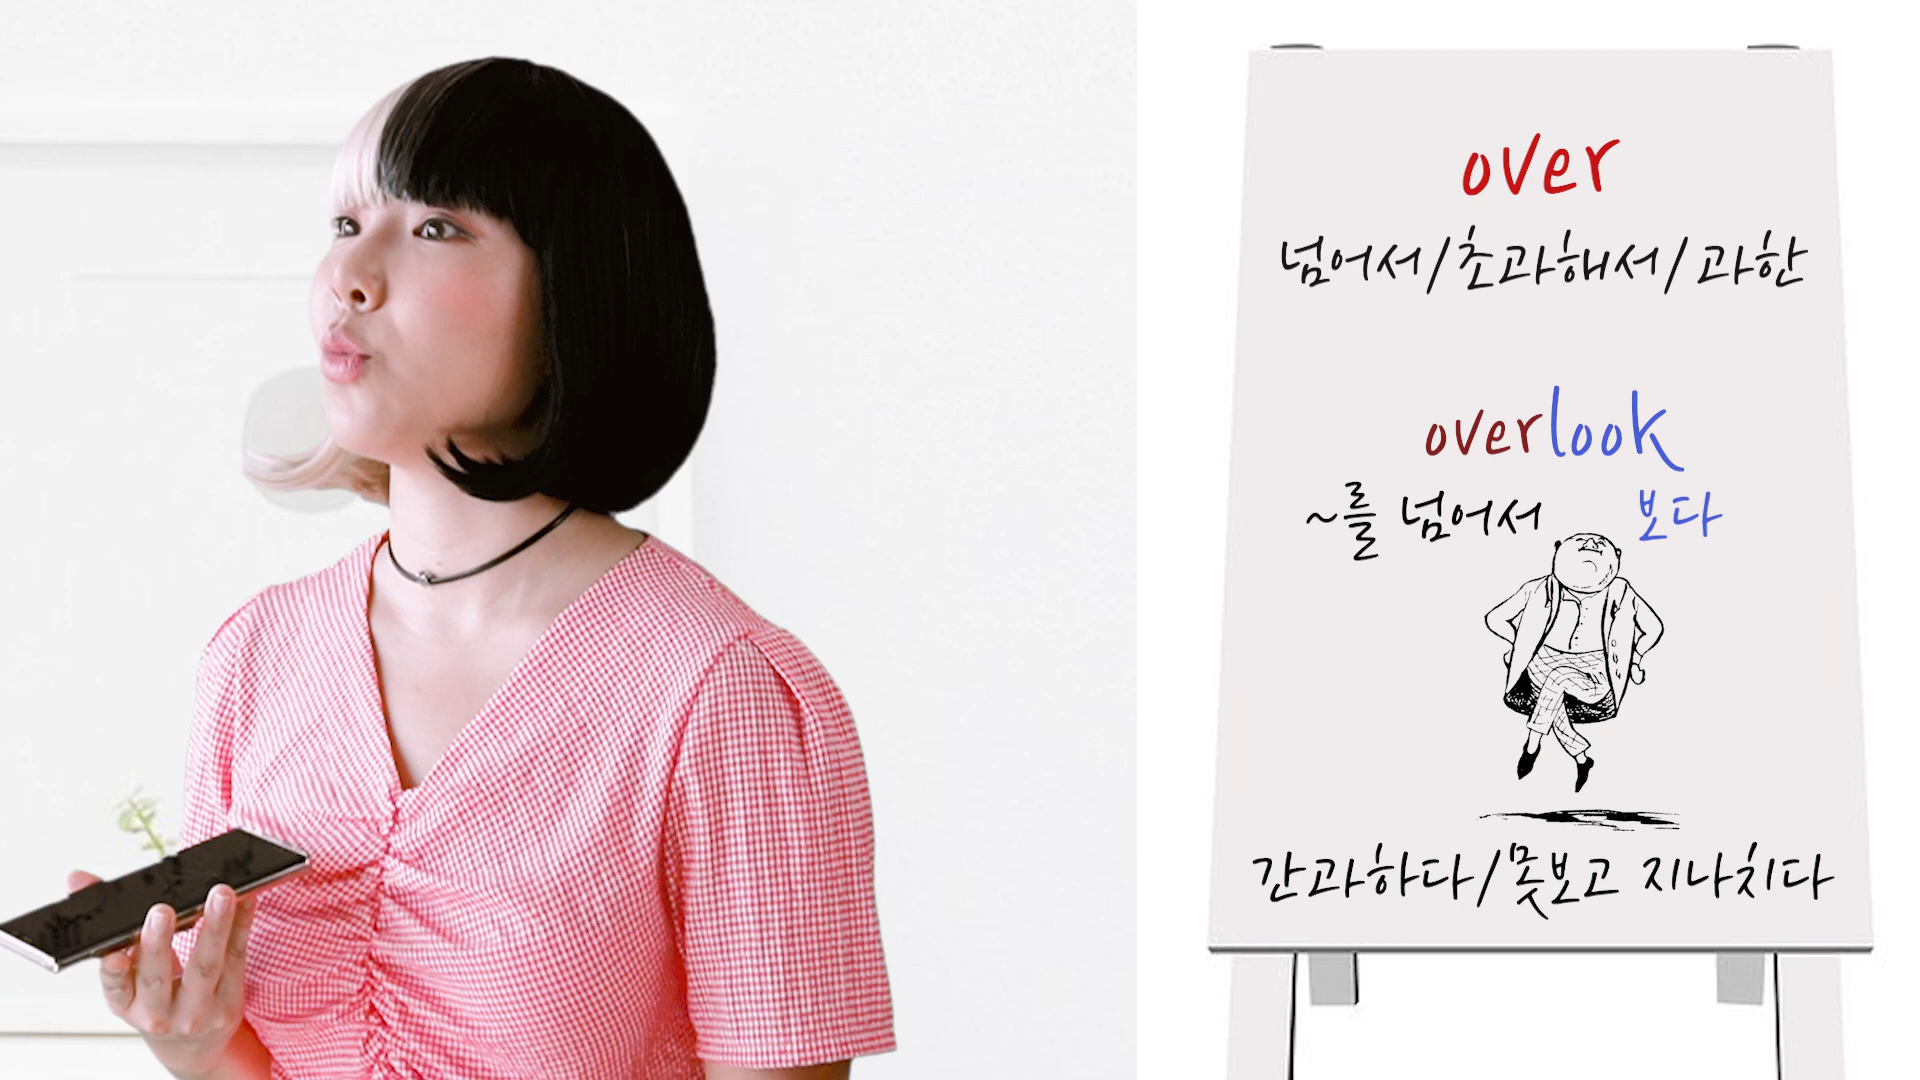 over
넘어서/초과해서/과한
overlook
~를 넘어서 보다
간과하다/못보고 지나치다